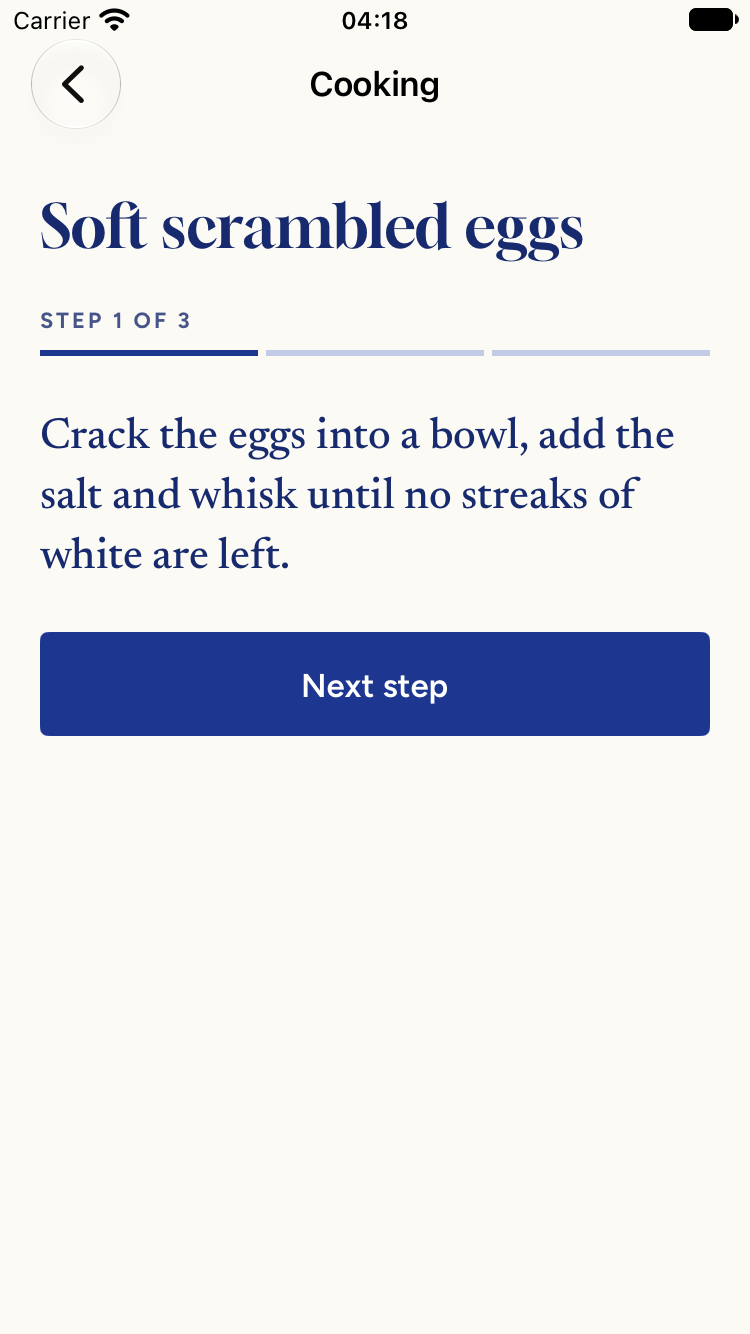 Carrier
04:18
Cooking
Soft scrambled eggs
STEP 1 OF 3
Crack the eggs into a bowl, add the
salt and whisk until no streaks of
white are left.
Next step